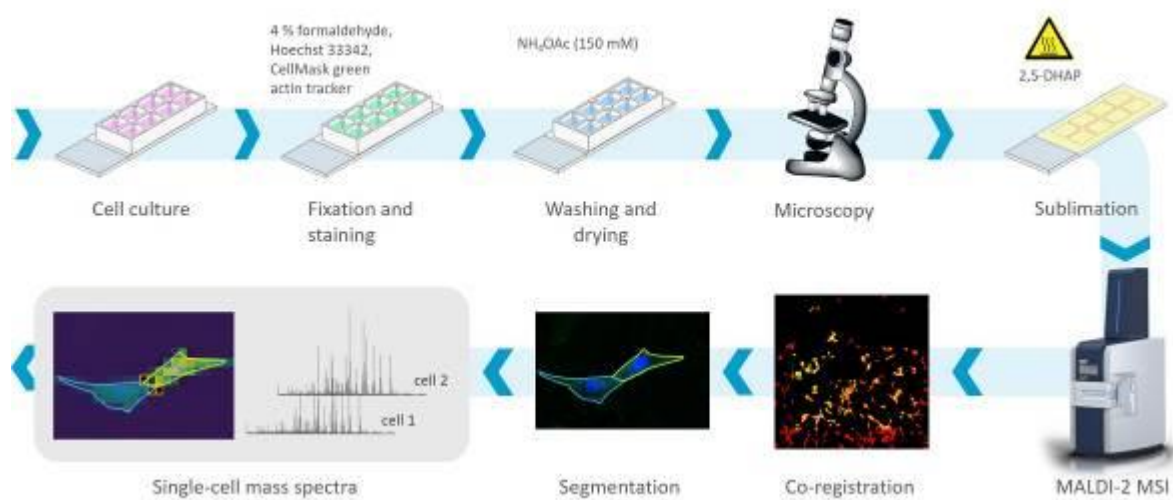 4 % formaldehyde,
Hoechst 33342,
CellMask green
actin tracker
NH₄OAc (150 mM)
2,5-DHAP
Cell culture
Fixation and
staining
Washing and
drying
Microscopy
Sublimation
cell 2
cell 1
Single-cell mass spectra
Segmentation
Co-registration
MALDI-2 MSI